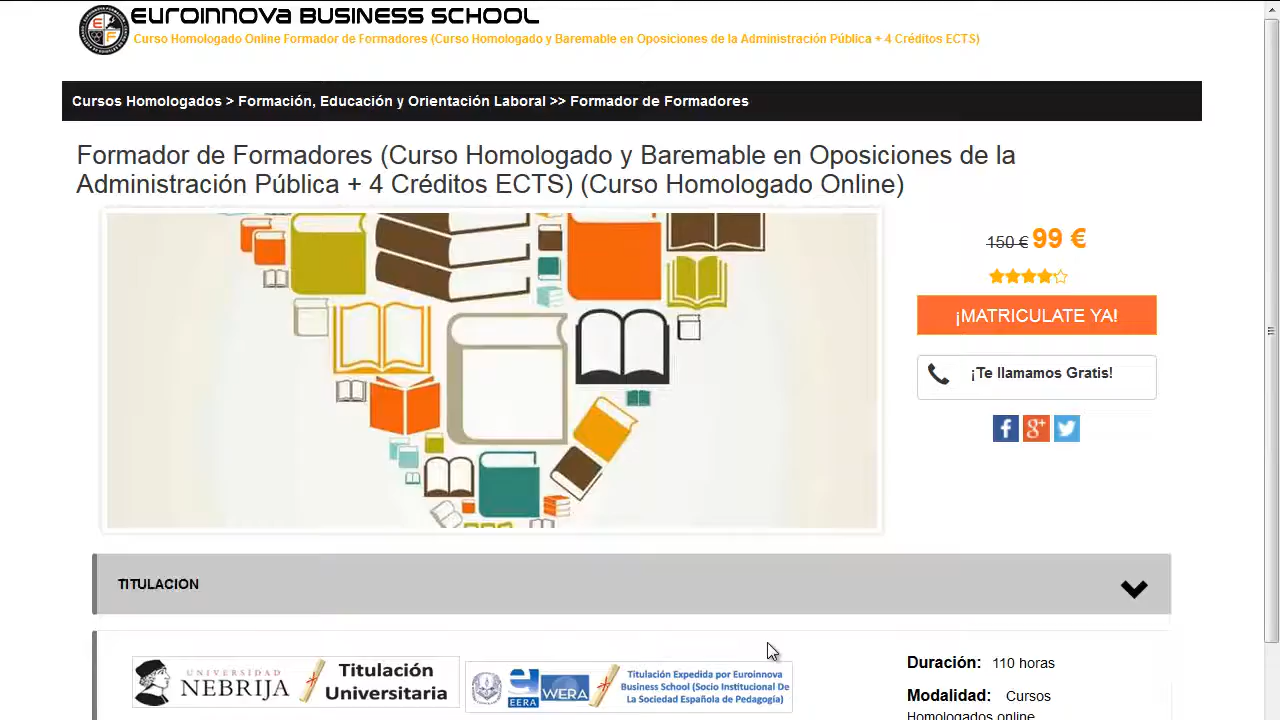 EUROINNOVA BUSINESS SCHOOL
Curso Homologado Online Formador de Formadores (Curso Homologado y Baremable en Oposiciones de la Administración Pública + 4 Créditos ECTS)
Cursos Homologados > Formación, Educación y Orientación Laboral >> Formador de Formadores
Formador de Formadores (Curso Homologado y Baremable en Oposiciones de la
Administración Pública + 4 Créditos ECTS) (Curso Homologado Online)
150 € 99 €
¡MATRICULATE YA!
¡Te llamamos Gratis!
TITULACION
UNIVERSIDAD
NEBRIJA
Titulación
Universitaria
EERA
WERA
Titulación Expedida por Euroinnova
Business School (Socio Institucional De
La Sociedad Española de Pedagogía)
Duración: 110 horas
Modalidad: Cursos
Homologados online